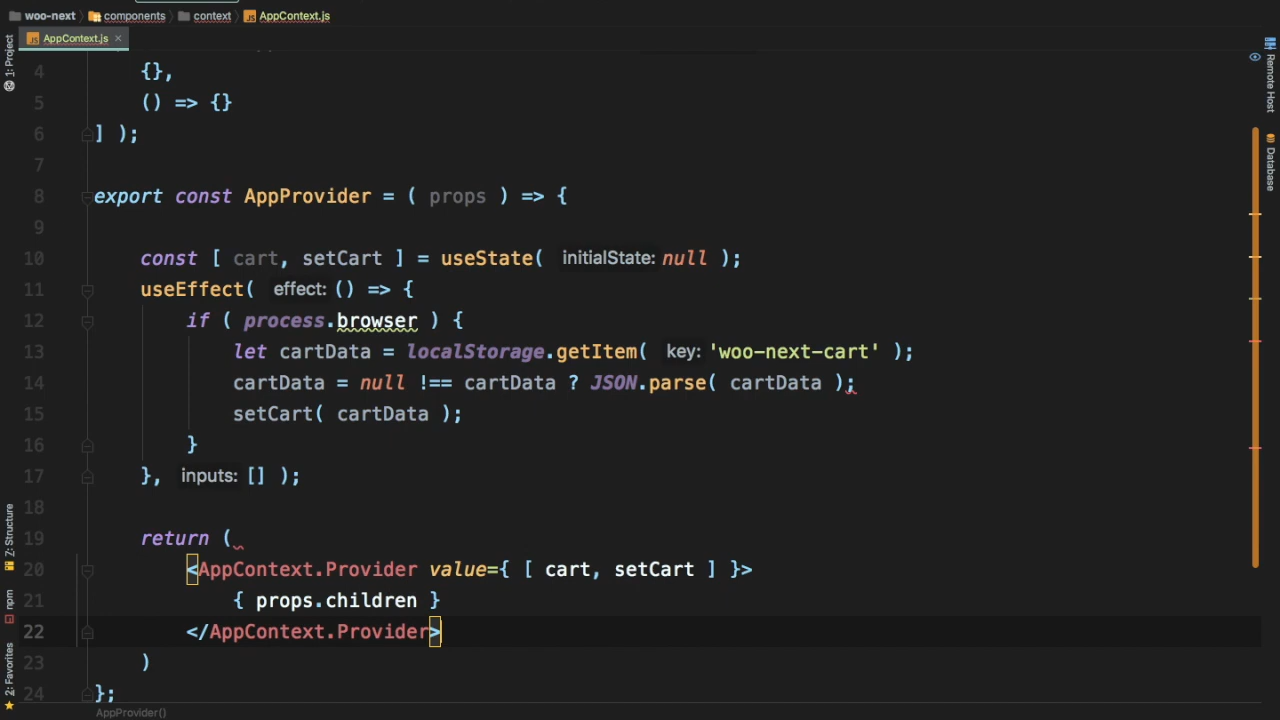 woo-next components context AppContext.js
AppContext.js ×
4 {},
5 () => {}
6 ] );
7
8 export const AppProvider = ( props ) => {
9
10 const [ cart, setCart ] = useState( initialState: null );
11 useEffect( effect: () => {
12 if ( process.browser ) {
13 let cartData = localStorage.getItem( key: 'woo-next-cart' );
14 cartData = null !== cartData ? JSON.parse( cartData );
15 setCart( cartData );
16 }
17 }, inputs: [] );
18
19 return (
20 <AppContext.Provider value={ [ cart, setCart ] }>
21 { props.children }
22 </AppContext.Provider>
23 )
24 };
AppProvider()
1: Project
Z: Structure
npm
2: Favorites
Remote Host
Database